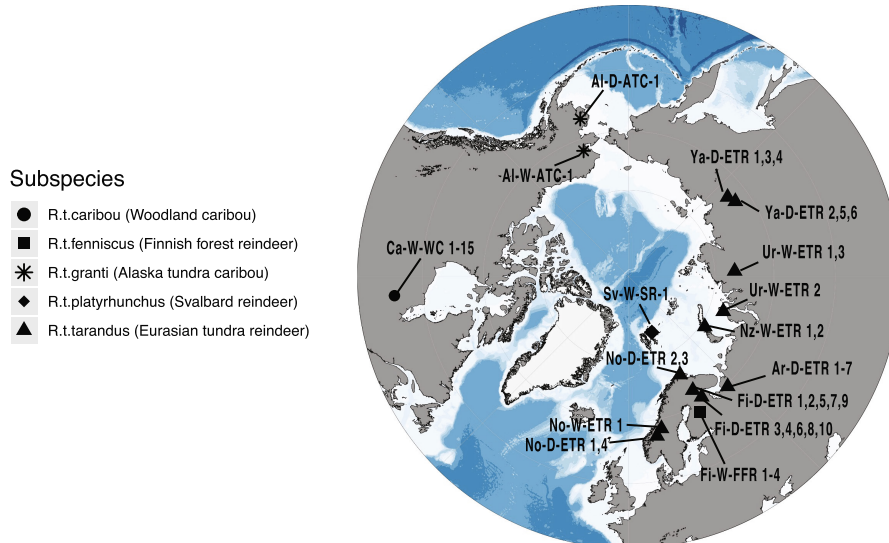 Subspecies
R.t.caribou (Woodland caribou)
R.t.fenniscus (Finnish forest reindeer)
R.t.granti (Alaska tundra caribou)
R.t.platyrhunchus (Svalbard reindeer)
R.t.tarandus (Eurasian tundra reindeer)
Al-D-ATC-1
Al-W-ATC-1
Ya-D-ETR 1,3,4
Ya-D-ETR 2,5,6
Ca-W-WC 1-15
Ur-W-ETR 1,3
Ur-W-ETR 2
Sv-W-SR-1
Nz-W-ETR 1,2
No-D-ETR 2,3
Ar-D-ETR 1-7
Fi-D-ETR 1,2,5,7,9
No-W-ETR 1
Fi-D-ETR 3,4,6,8,10
No-D-ETR 1,4
Fi-W-FFR 1-4